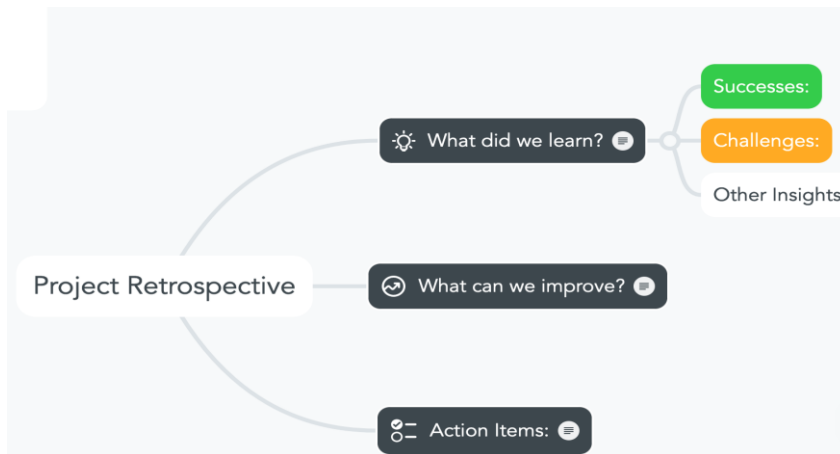 Project Retrospective
What did we learn?
Successes:
Challenges:
Other Insights
What can we improve?
Action Items: